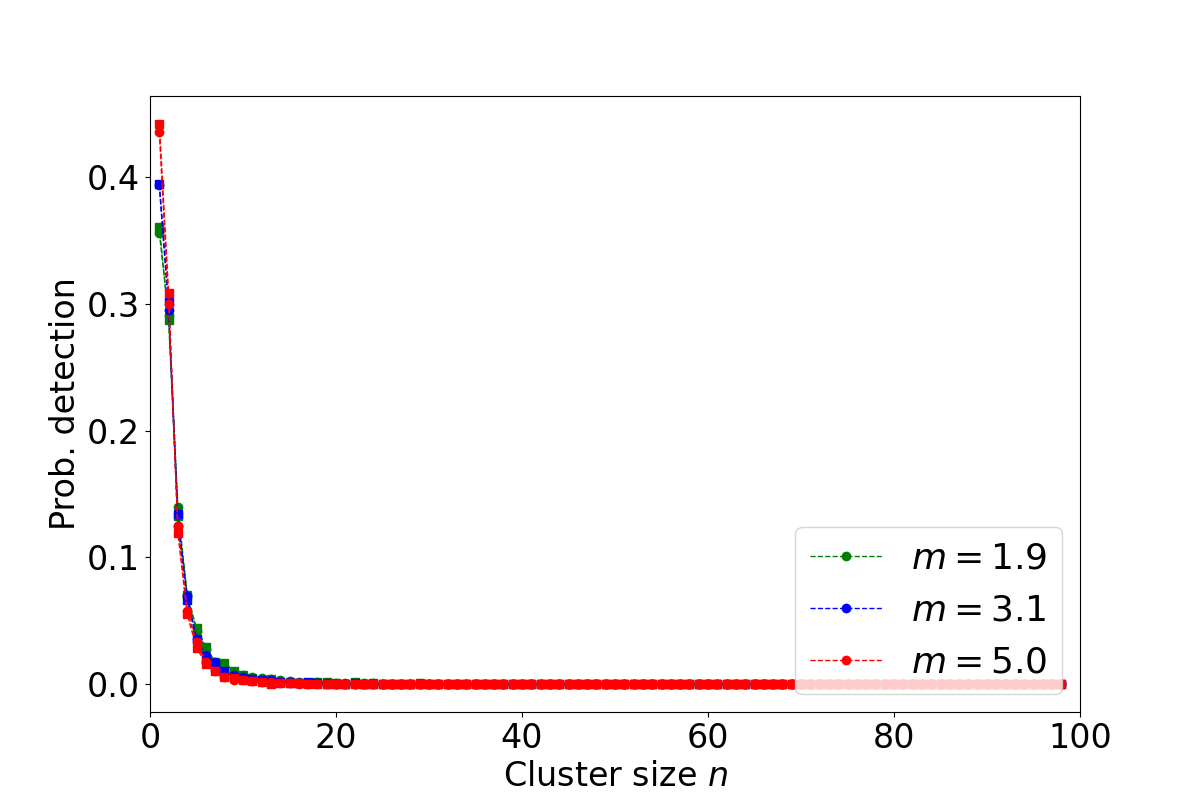 Prob. detection
0.4
0.3
0.2
0.1
0.0
0 20 40 60 80 100
Cluster size n
m = 1.9
m = 3.1
m = 5.0